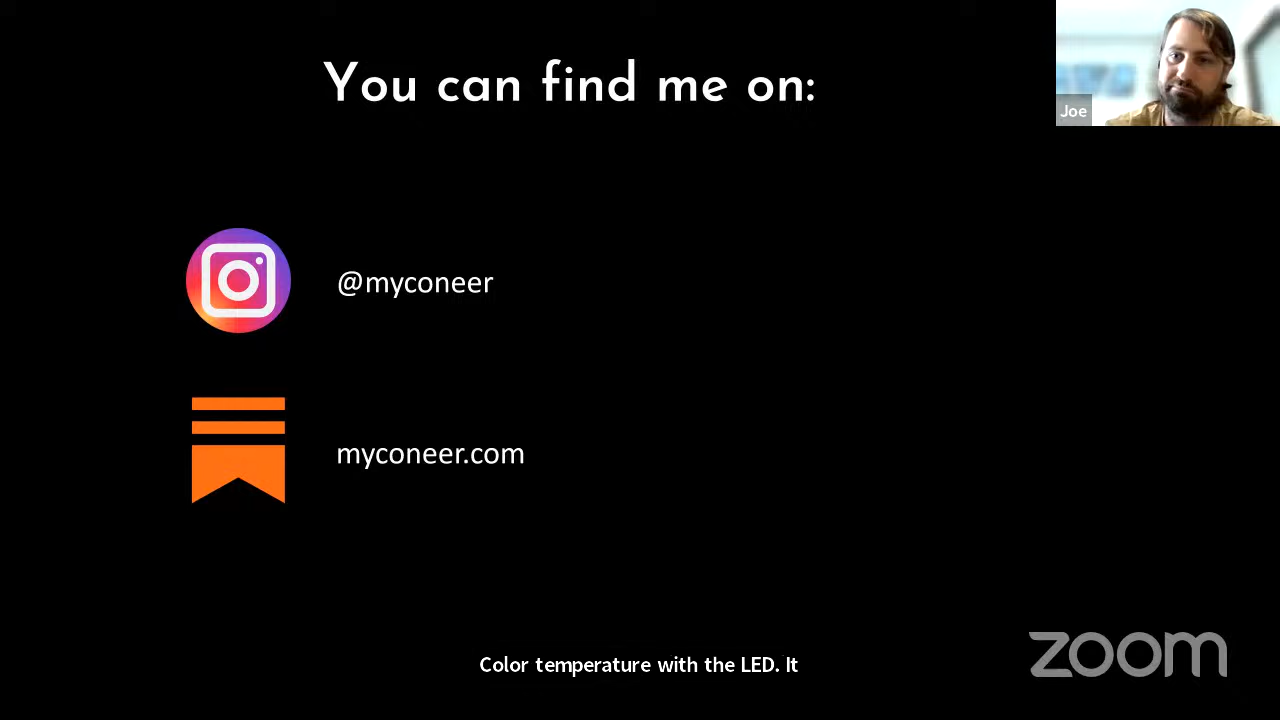 You can find me on:
Joe
@myconeer
myconeer.com
Color temperature with the LED. It
zoom